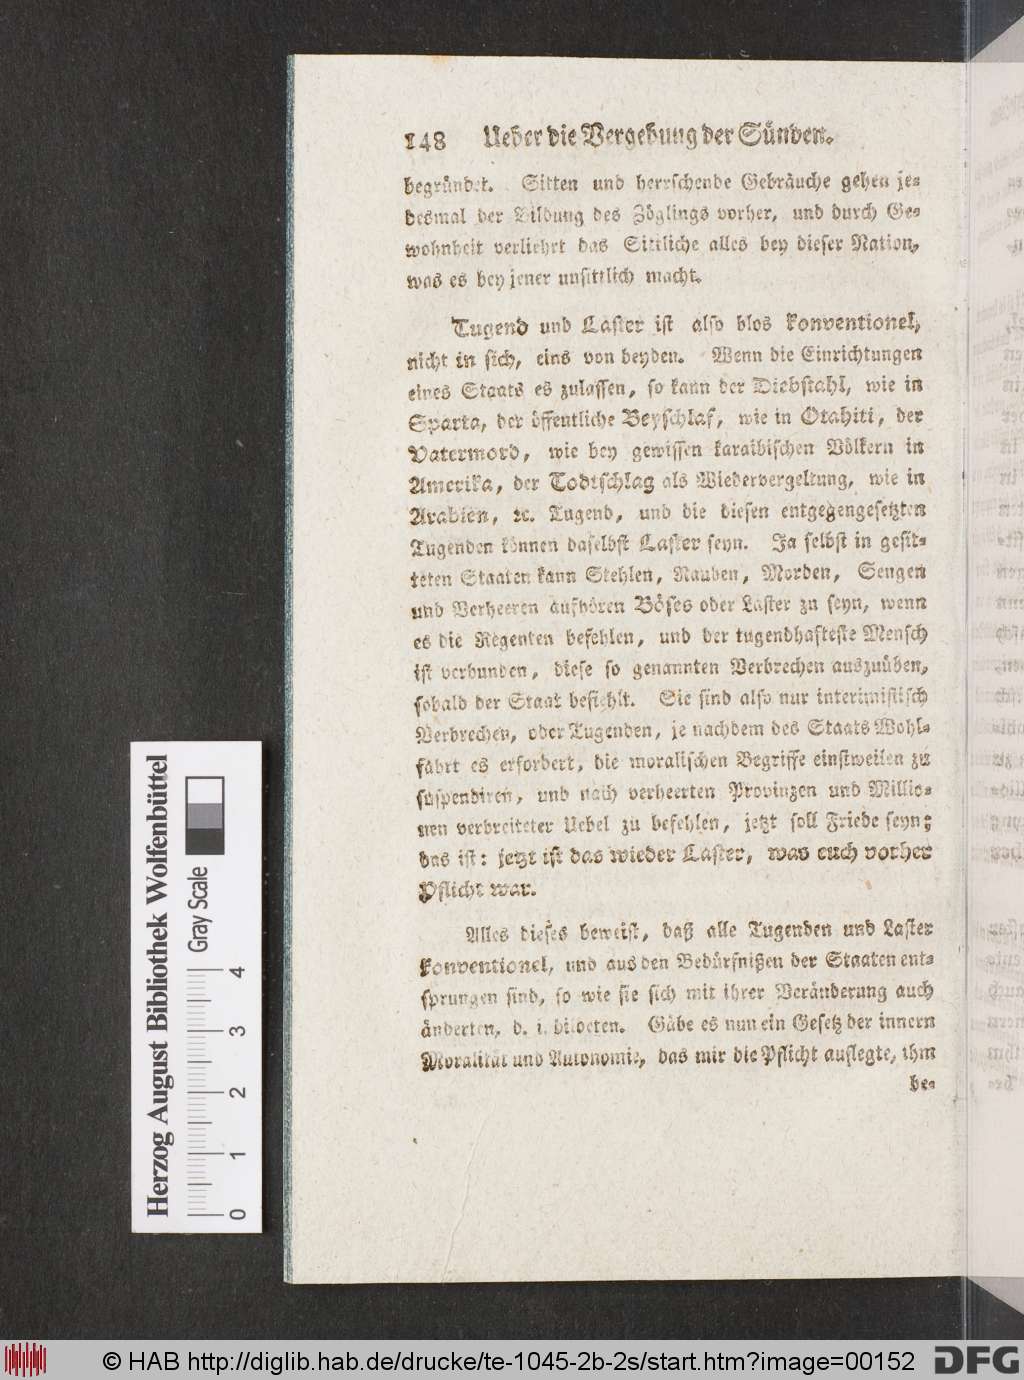 148 Ueber die Vergebung der Sünden.
begründet. Sitten und herrschende Gebräuche gehen je-
desmal der Bildung des Zöglings vorher, und durch Ge-
wohnheit verliehrt das Sittliche alles bey dieser Nation,
was es bey jener unsittlich macht.
Tugend und Laster ist also blos konventionel,
nicht in sich, eins von beyden. Wenn die Einrichtungen
eines Staats es zulassen, so kann der Diebstahl, wie in
Sparta, der öffentliche Beyschlaf, wie in Otahiti, der
Vatermord, wie bey gewissen karaibischen Völkern in
Amerika, der Todtschlag als Wiedervergeltung, wie in
Arabien, ꝛc. Tugend, und die diesen entgegengesetzten
Tugenden können daselbst Laster seyn. Ja selbst in gesit-
teten Staaten kann Stehlen, Rauben, Morden, Sengen
und Verheeren aufhören Böses oder Laster zu seyn, wenn
es die Regenten befehlen, und der tugendhafteste Mensch
ist verbunden, diese so genannten Verbrechen auszuüben,
sobald der Staat befiehlt. Sie sind also nur interimistisch
Verbrechen, oder Tugenden, je nachdem des Staats Wohl-
fahrt es erfordert, die moralischen Begriffe einstweilen zu
suspendiren, und nach verheerten Provinzen und Millio-
nen verbreiteter Uebel zu befehlen, jetzt soll Friede seyn;
das ist: jetzt ist das wieder Laster, was euch vorher
Pflicht war.
Alles dieses beweist, daß alle Tugenden und Laster
konventionel, und aus den Bedürfnißen der Staaten ent-
sprungen sind, so wie sie sich mit ihrer Veränderung auch
änderten, d. i. bildeten. Gäbe es nun ein Gesetz der innern
Moralität und Autonomie, das mir die Pflicht auflegte, ihm
be-
Herzog August Bibliothek Wolfenbüttel
Gray Scale
0 1 2 3 4
© HAB http://diglib.hab.de/drucke/te-1045-2b-2s/start.htm?image=00152
DFG